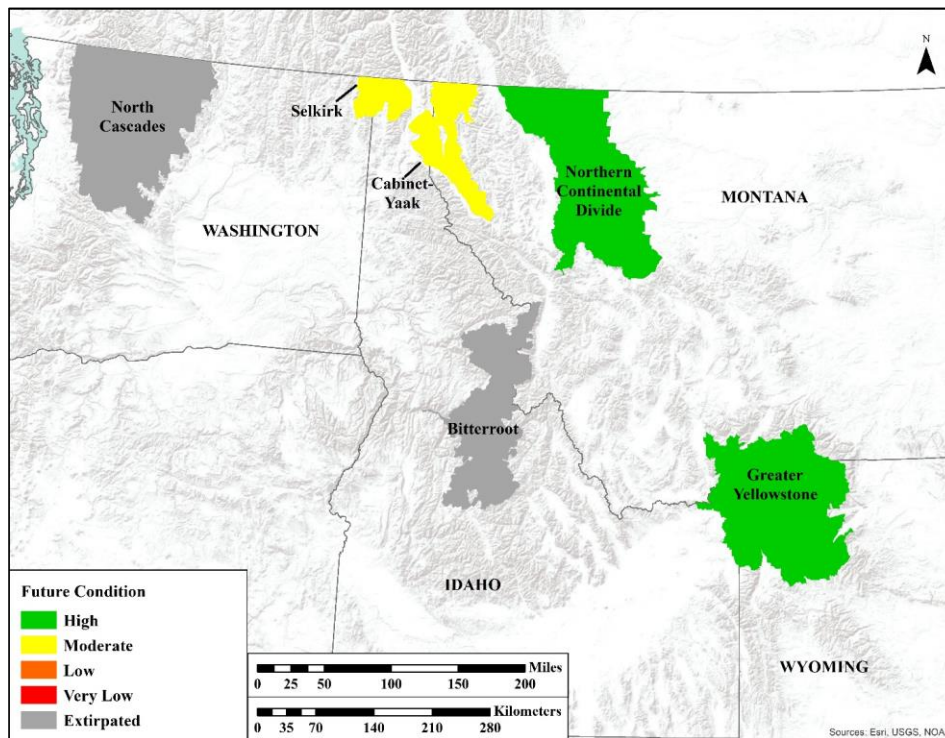 N
North
Cascades
Selkirk
Cabinet-
Yaak
Northern
Continental
Divide
MONTANA
WASHINGTON
Bitterroot
Greater
Yellowstone
IDAHO
WYOMING
Future Condition
High
Moderate
Low
Very Low
Extirpated
Miles
0 25 50 100 150 200
Kilometers
0 35 70 140 210 280
Sources: Esri, USGS, NOA